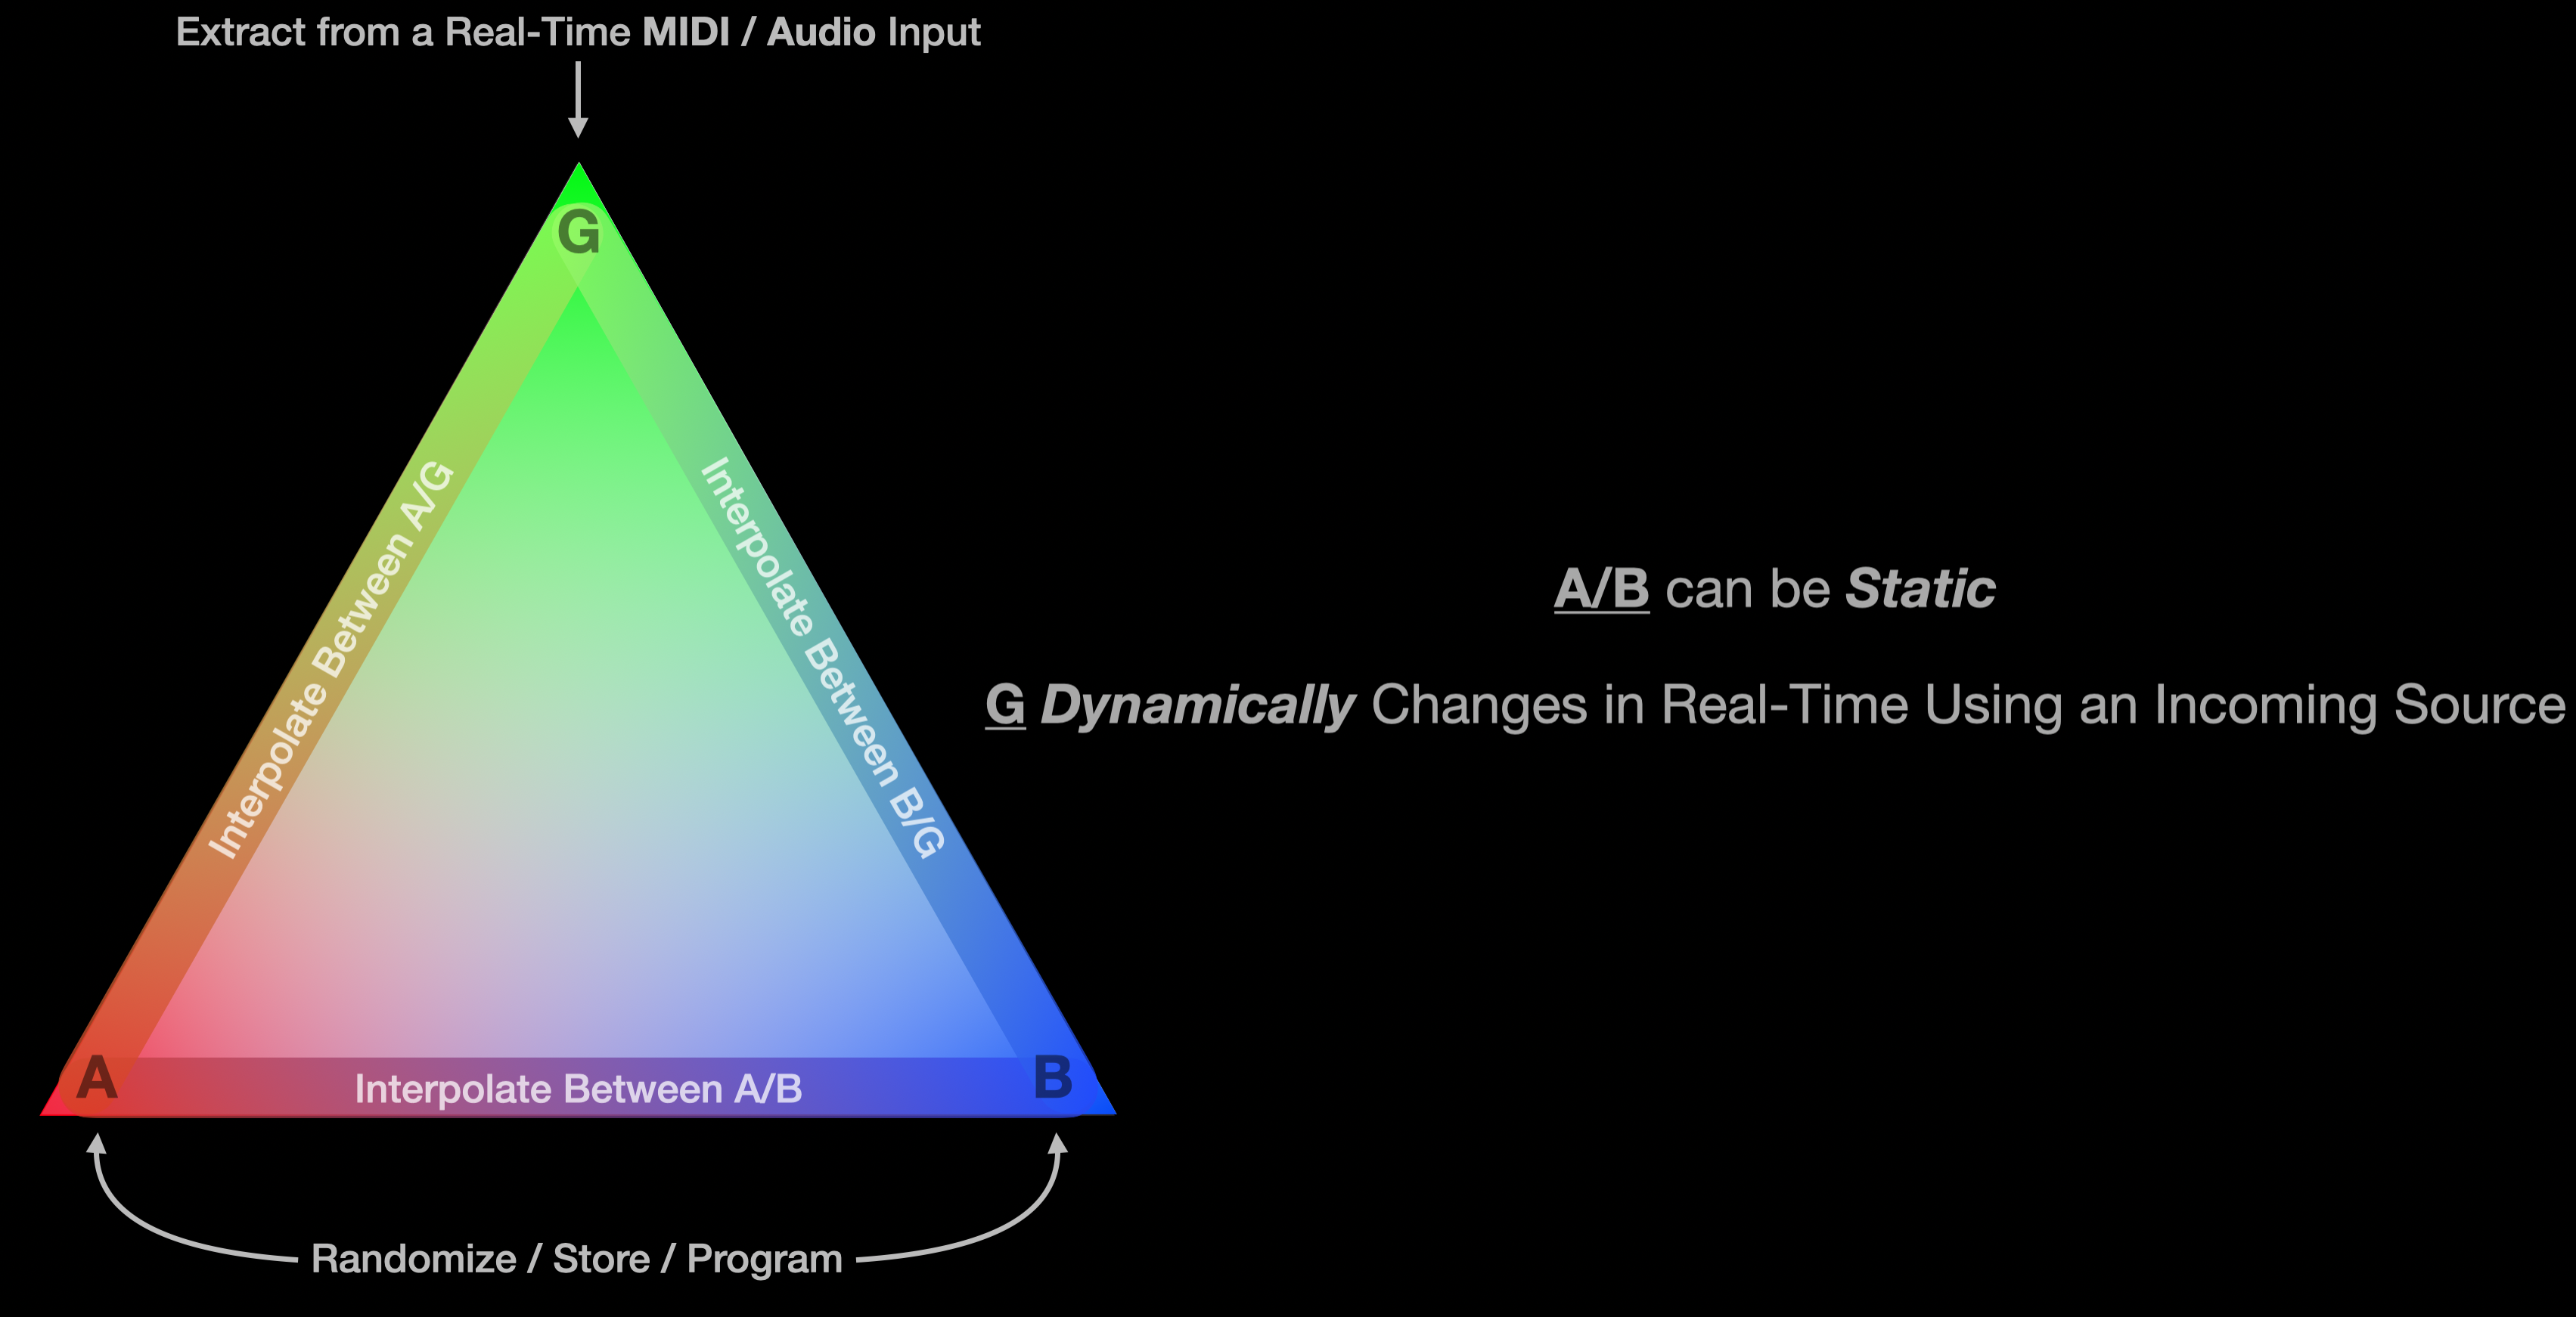 Extract from a Real-Time MIDI / Audio Input
G
Interpolate Between A/G
Interpolate Between B/G
A/B can be Static
G Dynamically Changes in Real-Time Using an Incoming Source
A
Interpolate Between A/B
B
Randomize / Store / Program